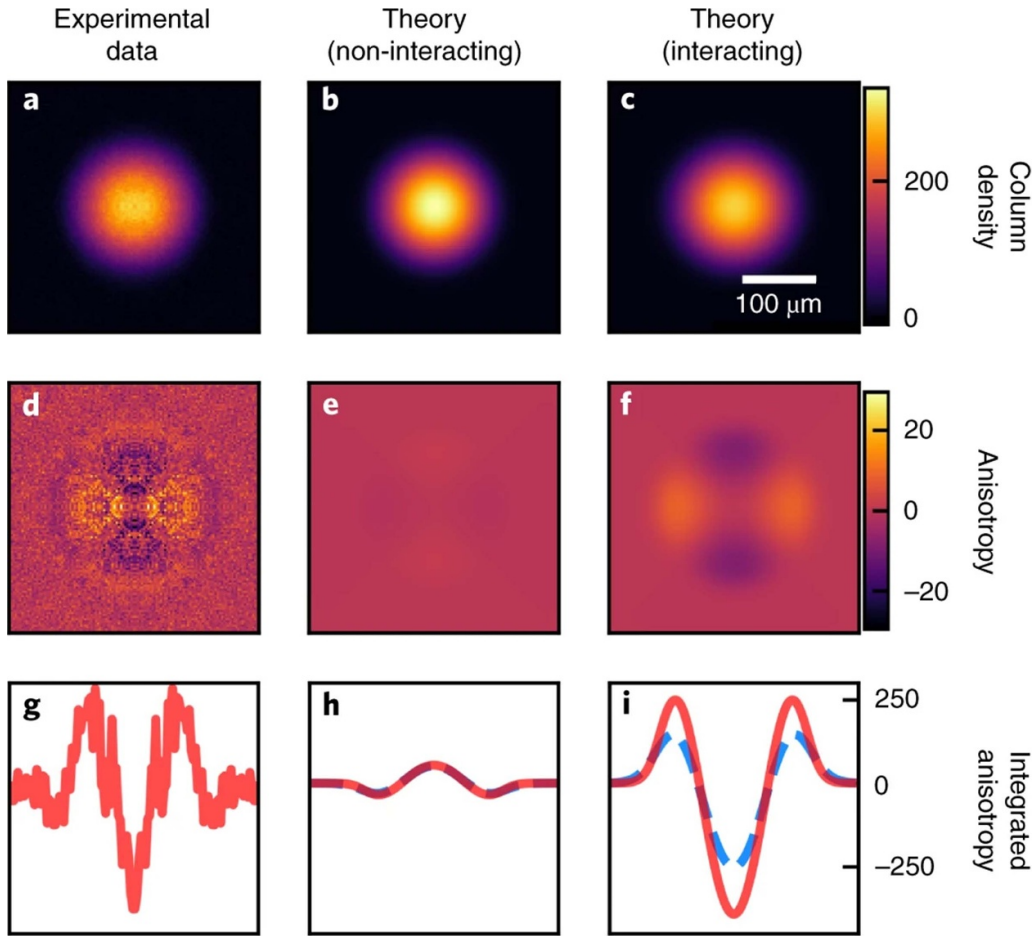 Experimental
data
Theory
(non-interacting)
Theory
(interacting)
a
b
c
100 μm
200
0
Column
density
d
e
f
20
0
−20
Anisotropy
g
h
i
250
0
−250
Integrated
anisotropy